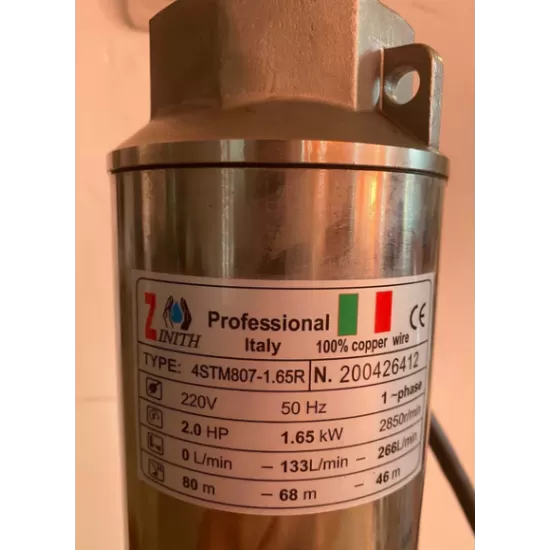 ZINITH
Professional
Italy
100% copper wire
CE
TYPE: 4STM807-1.65R N. 200426412
220V 50 Hz 1~phase
2.0 HP 1.65 kW 2850r/min
0 L/min - 133L/min - 266L/min
80 m - 68 m - 46 m